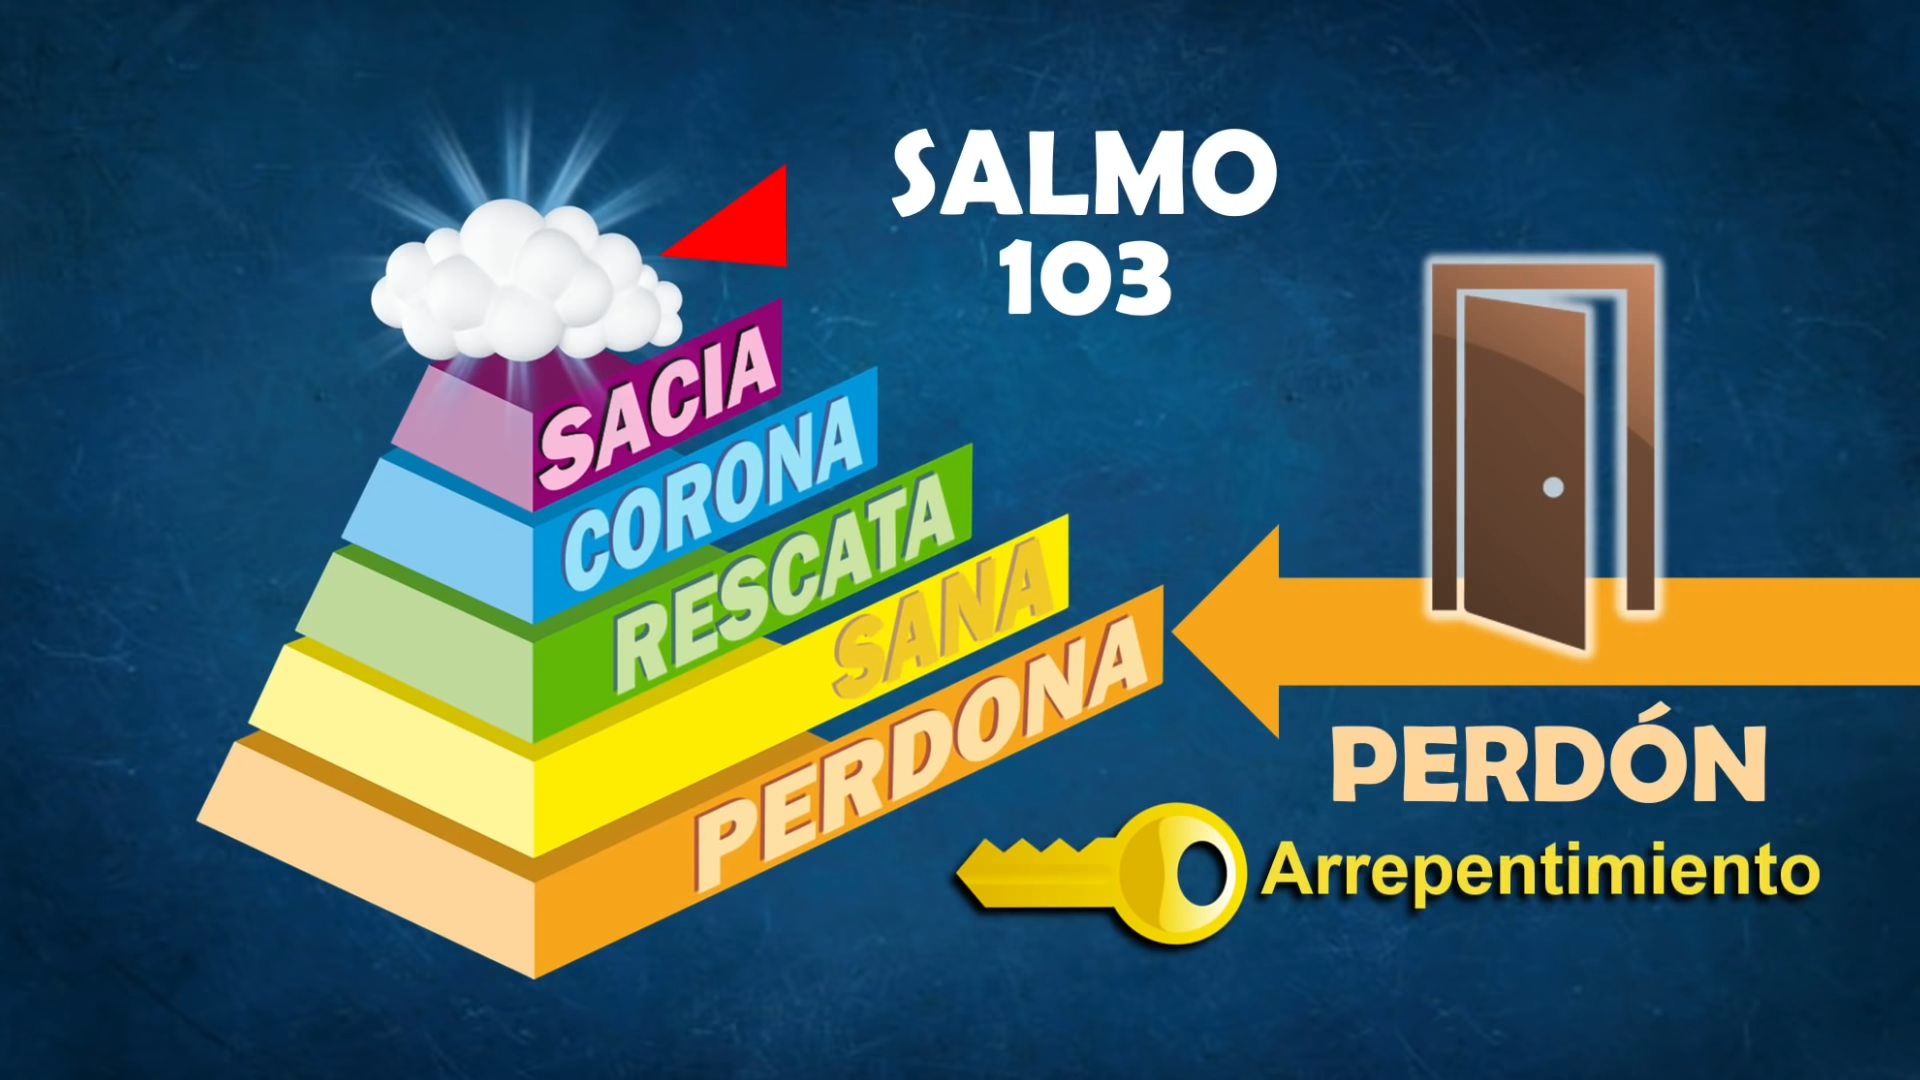 SALMO
103
SACIA
CORONA
RESCATA
SANA
PERDONA
PERDÓN
Arrepentimiento